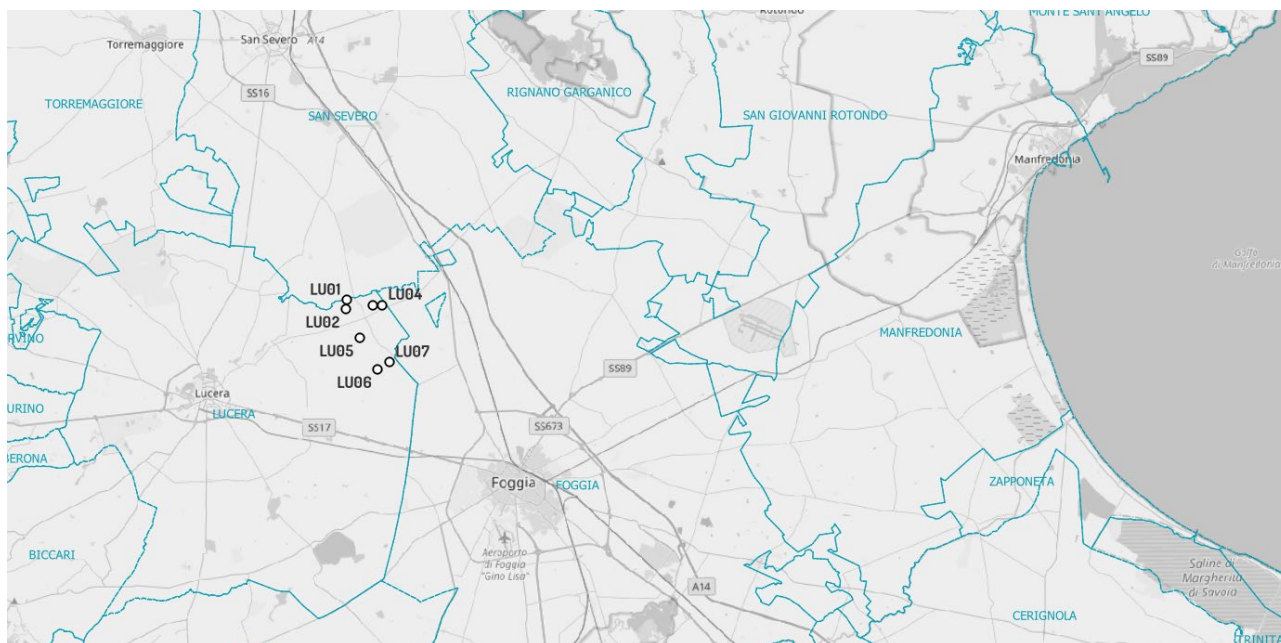 MONTE SANT'ANGELO
Torremaggiore
San Severo
A14
SS89
SS16
TORREMAGGIORE
RIGNANO GARGANICO
SAN SEVERO
SAN GIOVANNI ROTONDO
Manfredonia
Golfo
di Manfredonia
LU01
LU04
LU02
LU05
LU07
LU06
MANFREDONIA
SS89
Lucera
LUCERA
SS17
SS673
Foggia
FOGGIA
ZAPPONETA
BICCARI
Aeroporto
di Foggia
"Gino Lisa"
A14
Saline di
Margherita
di Savoia
CERIGNOLA